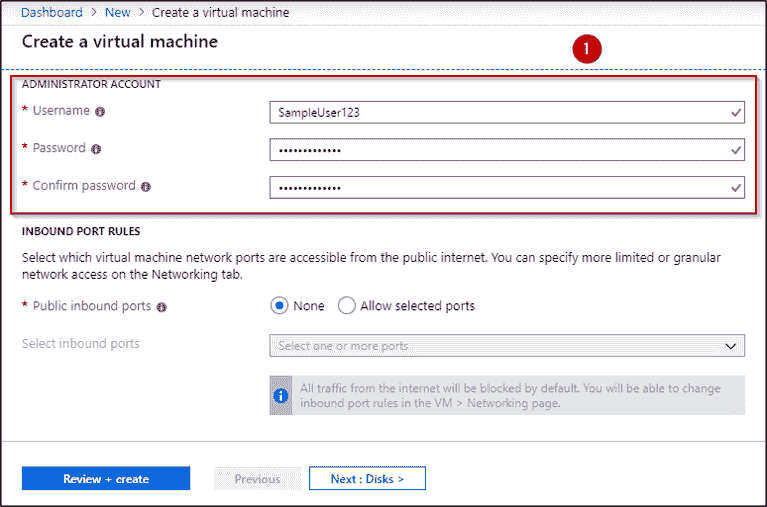 Dashboard > New > Create a virtual machine
Create a virtual machine
1
ADMINISTRATOR ACCOUNT
* Username
SampleUser123
* Password
•••••••••••••
* Confirm password
•••••••••••••
INBOUND PORT RULES
Select which virtual machine network ports are accessible from the public internet. You can specify more limited or granular
network access on the Networking tab.
* Public inbound ports
None
Allow selected ports
Select inbound ports
Select one or more ports
All traffic from the internet will be blocked by default. You will be able to change
inbound port rules in the VM > Networking page.
Review + create
Previous
Next : Disks >